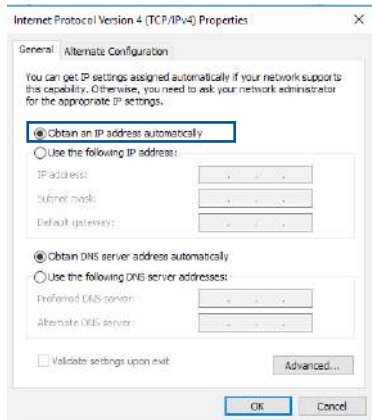 Internet Protocol Version 4 (TCP/IPv4) Properties
General Alternate Configuration
You can get IP settings assigned automatically if your network supports
this capability. Otherwise, you need to ask your network administrator
for the appropriate IP settings.
Obtain an IP address automatically
Use the following IP address:
IP address:
Subnet mask:
Default gateway:
Obtain DNS server address automatically
Use the following DNS server addresses:
Preferred DNS server:
Alternate DNS server:
Validate settings upon exit
Advanced...
OK Cancel